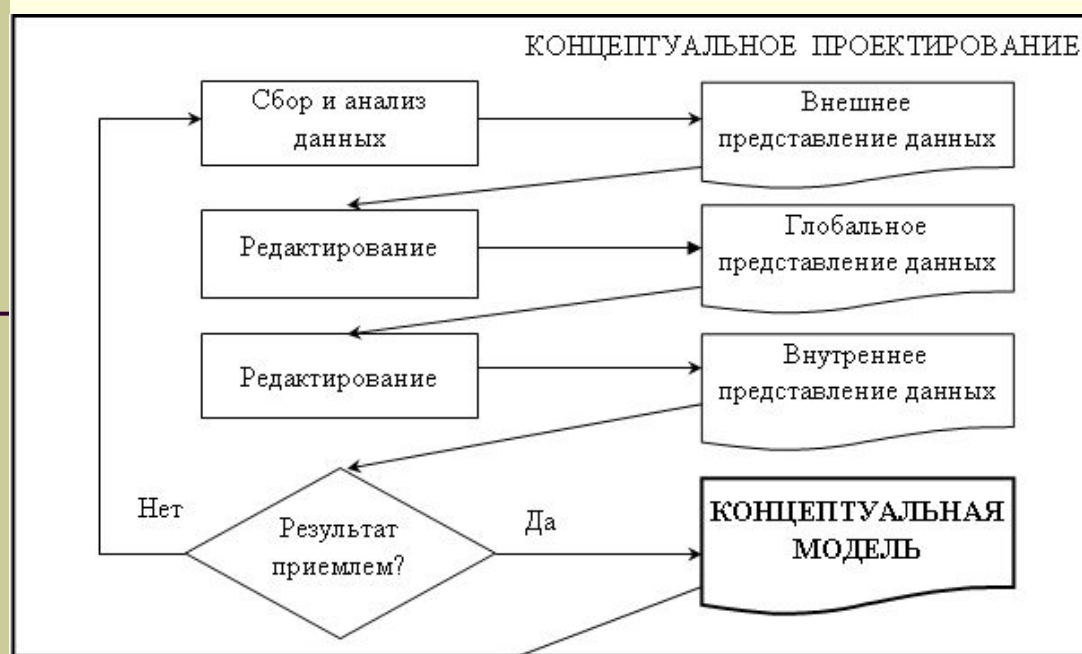 КОНЦЕПТУАЛЬНОЕ ПРОЕКТИРОВАНИЕ
Сбор и анализ
данных
Внешнее
представление данных
Редактирование
Глобальное
представление данных
Редактирование
Внутреннее
представление данных
Нет
Результат
приемлем?
Да
КОНЦЕПТУАЛЬНАЯ
МОДЕЛЬ